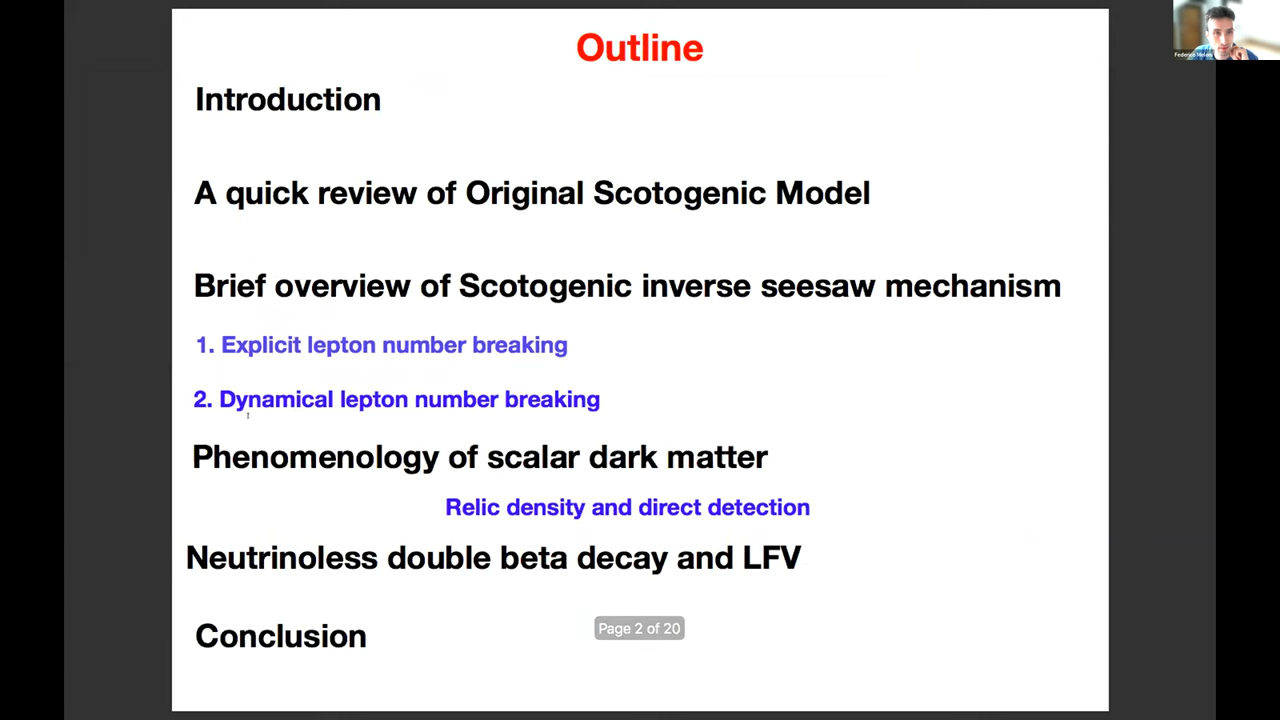 Outline
Introduction
A quick review of Original Scotogenic Model
Brief overview of Scotogenic inverse seesaw mechanism
1. Explicit lepton number breaking
2. Dynamical lepton number breaking
Phenomenology of scalar dark matter
Relic density and direct detection
Neutrinoless double beta decay and LFV
Conclusion
Page 2 of 20
Federico